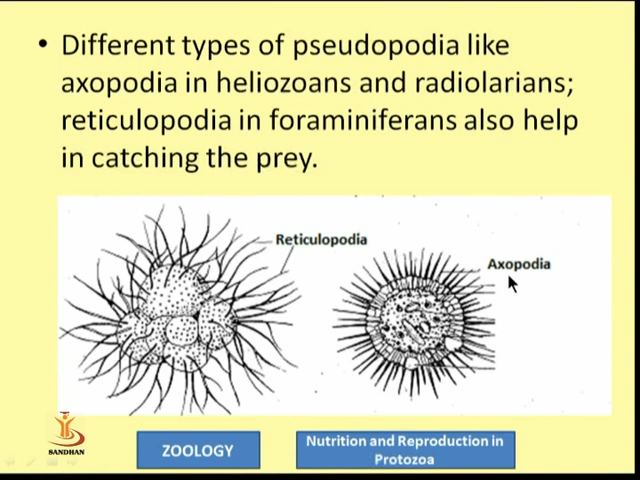 • Different types of pseudopodia like
axopodia in heliozoans and radiolarians;
reticulopodia in foraminiferans also help
in catching the prey.
Reticulopodia
Axopodia
SANDHAN
ZOOLOGY
Nutrition and Reproduction in
Protozoa